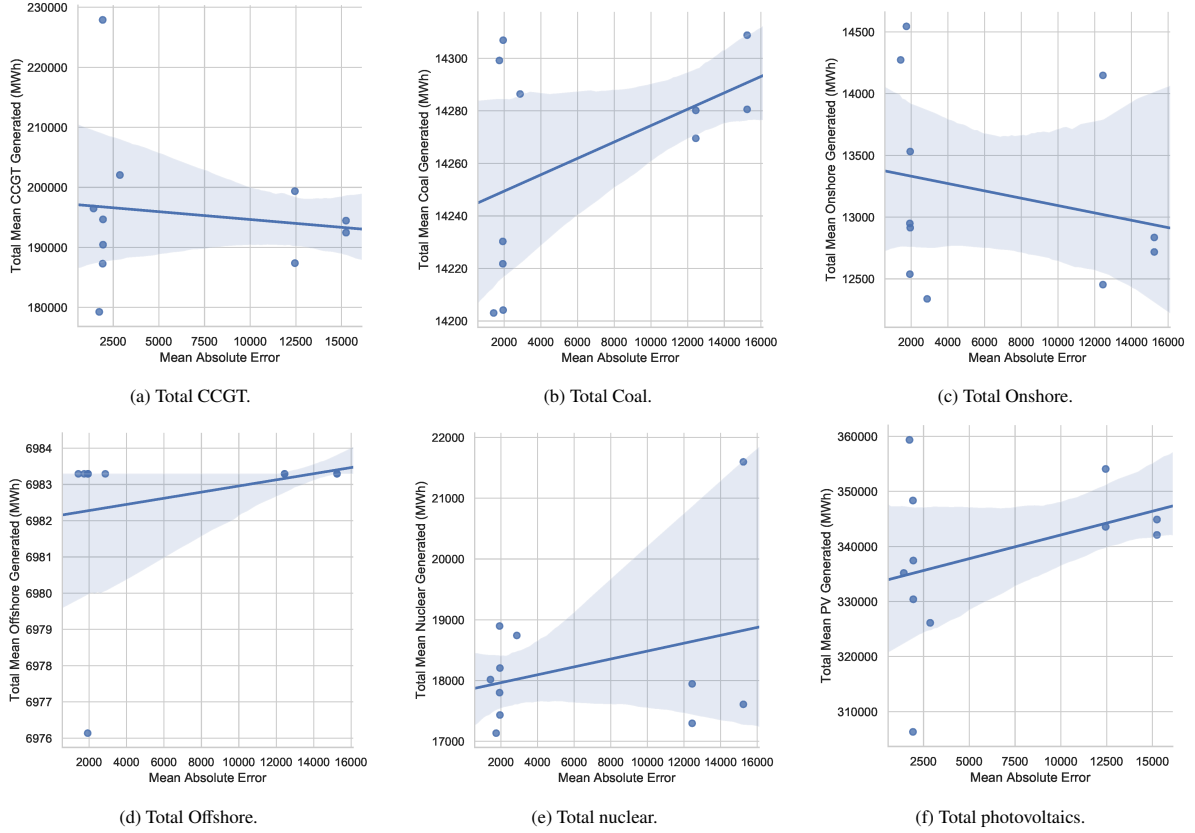 230000
220000
210000
200000
190000
180000
Total Mean CCGT Generated (MWh)
2500 5000 7500 10000 12500 15000
Mean Absolute Error
(a) Total CCGT.
14300
14280
14260
14240
14220
14200
Total Mean Coal Generated (MWh)
2000 4000 6000 8000 10000 12000 14000 16000
Mean Absolute Error
(b) Total Coal.
14500
14000
13500
13000
12500
Total Mean Onshore Generated (MWh)
2000 4000 6000 8000 10000 12000 14000 16000
Mean Absolute Error
(c) Total Onshore.
6984
6983
6982
6981
6980
6979
6978
6977
6976
Total Mean Offshore Generated (MWh)
2000 4000 6000 8000 10000 12000 14000 16000
Mean Absolute Error
(d) Total Offshore.
22000
21000
20000
19000
18000
17000
Total Mean Nuclear Generated (MWh)
2000 4000 6000 8000 10000 12000 14000 16000
Mean Absolute Error
(e) Total nuclear.
360000
350000
340000
330000
320000
310000
Total Mean PV Generated (MWh)
2500 5000 7500 10000 12500 15000
Mean Absolute Error
(f) Total photovoltaics.